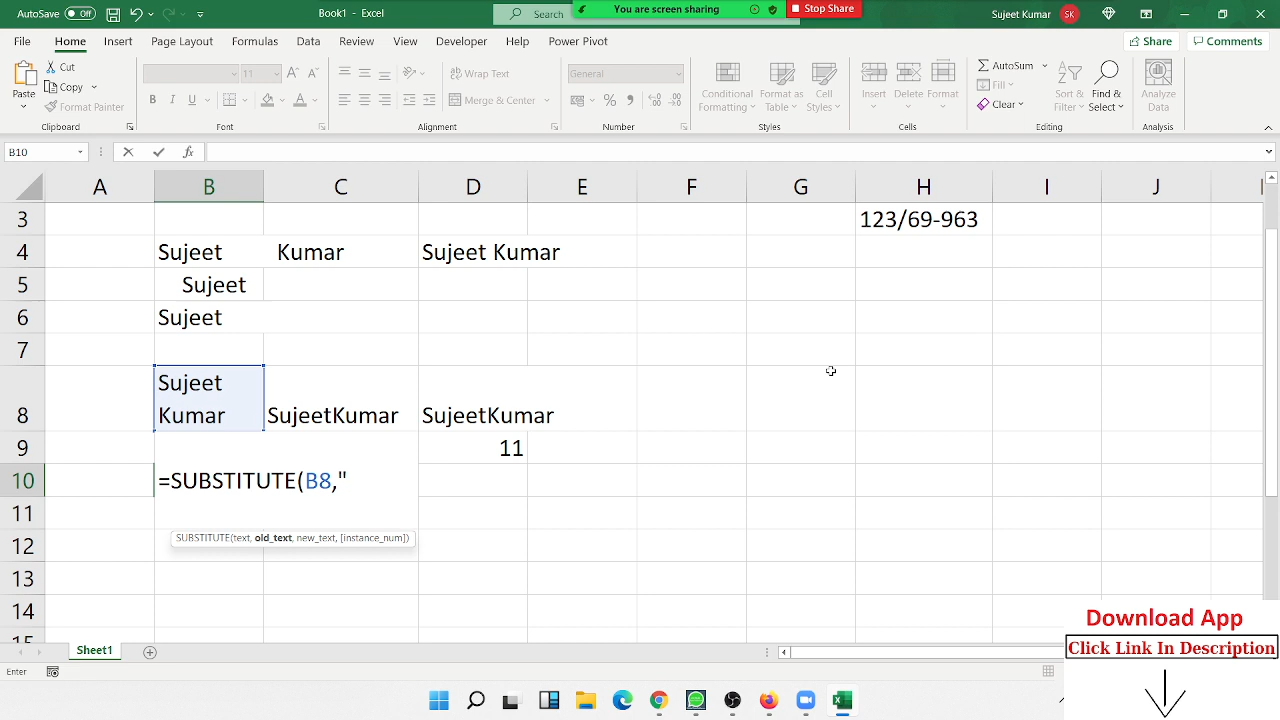 AutoSave Off Book1 - Excel Search You are screen sharing Stop Share Sujeet Kumar SK
File Home Insert Page Layout Formulas Data Review View Developer Help Power Pivot Share Comments
Paste Cut Copy Format Painter
Clipboard
11
B I U A
Font
Wrap Text
Merge & Center
Alignment
General
%
Number
Conditional Formatting
Format as Table
Cell Styles
Styles
Insert Delete Format
Cells
AutoSum
Fill
Clear
Sort & Filter
Find & Select
Editing
Analyze Data
Analysis
B10 fx
A B C D E F G H I J
3 123/69-963
4 Sujeet Kumar Sujeet Kumar
5 Sujeet
6 Sujeet
7
Sujeet
8 Kumar SujeetKumar SujeetKumar
9 11
10 =SUBSTITUTE(B8,"
11
SUBSTITUTE(text, old_text, new_text, [instance_num])
12
13
14
15
Download App
Click Link In Description
Sheet1
Enter